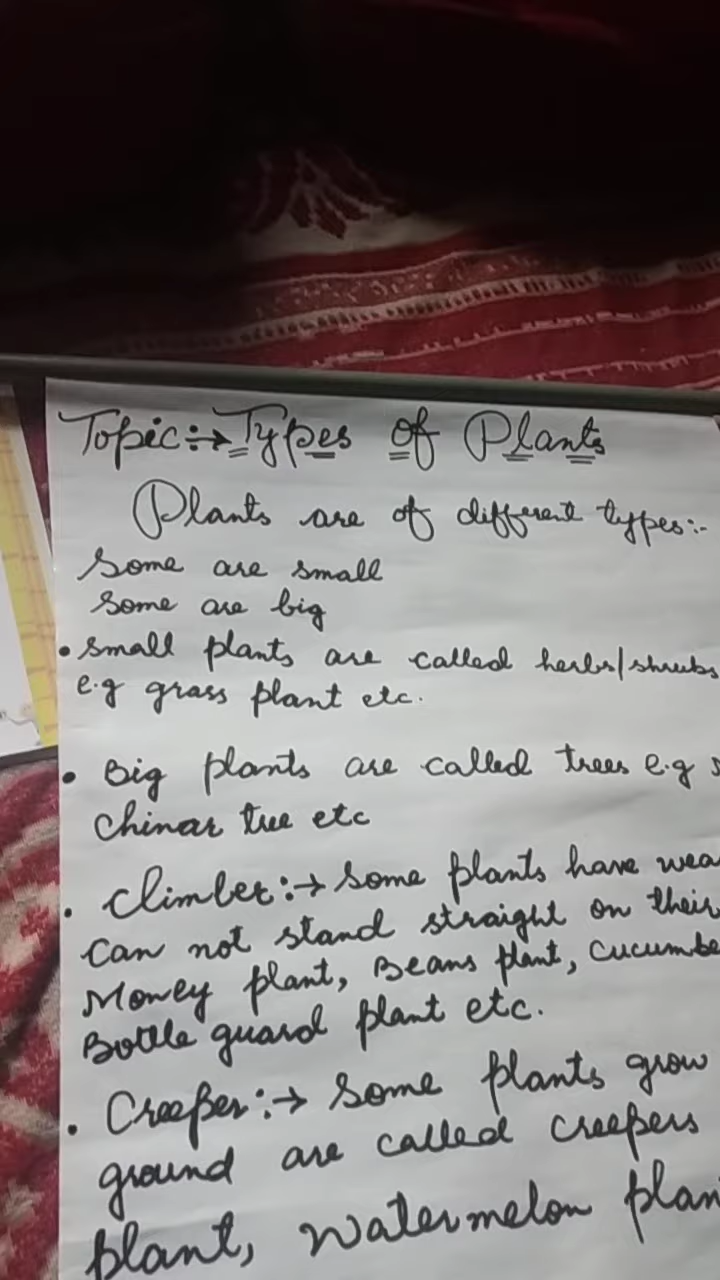 Topic:→ Types of Plants
Plants are of different types:-
Some are small
Some are big
• Small plants are called herbs/shrubs
e.g grass plant etc.
• Big plants are called trees e.g
Chinar tree etc
• Climber:→ Some plants have
can not stand straight on their
Money plant, Beans plant,
Bottle guard plant etc.
• Creeper:→ Some plants grow
ground are called creepers
plant, watermelon